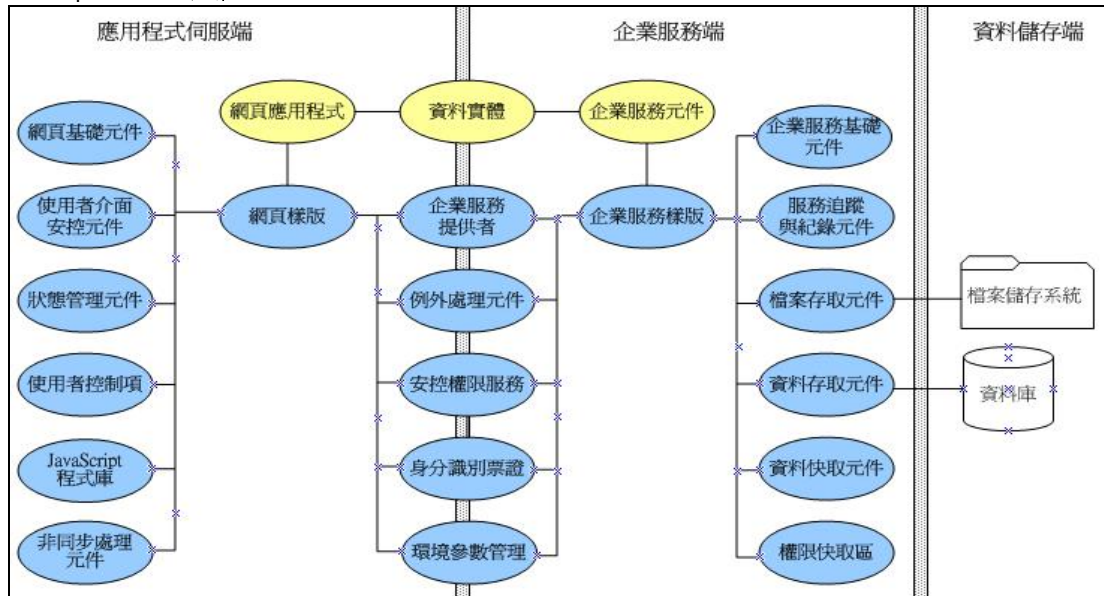 應用程式伺服端
企業服務端
資料儲存端
網頁應用程式
資料實體
企業服務元件
網頁基礎元件
企業服務基礎
元件
使用者介面
安控元件
網頁樣版
企業服務
提供者
企業服務樣版
服務追蹤
與紀錄元件
狀態管理元件
例外處理元件
檔案存取元件
檔案儲存系統
使用者控制項
安控權限服務
資料存取元件
資料庫
JavaScript
程式庫
身分識別票證
資料快取元件
非同步處理
元件
環境參數管理
權限快取區